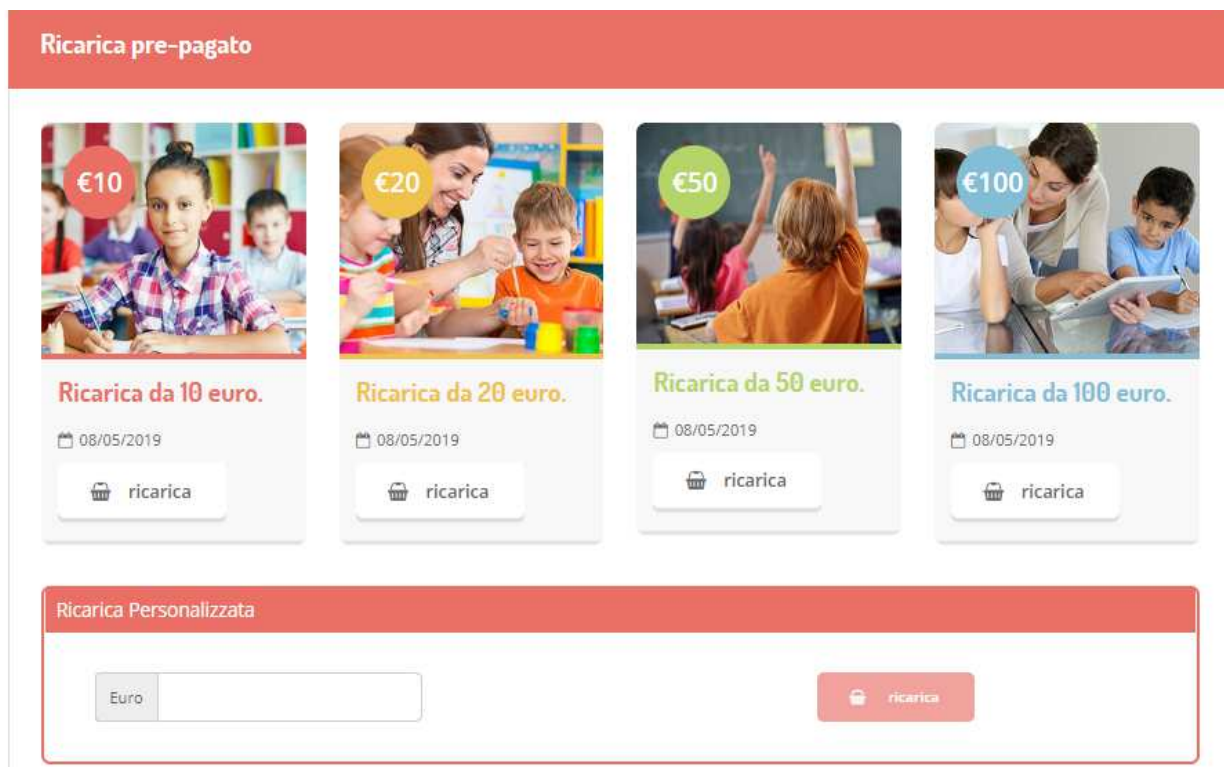 Ricarica pre-pagato
€10
€20
€50
€100
Ricarica da 10 euro.
08/05/2019
ricarica
Ricarica da 20 euro.
08/05/2019
ricarica
Ricarica da 50 euro.
08/05/2019
ricarica
Ricarica da 100 euro.
08/05/2019
ricarica
Ricarica Personalizzata
Euro
ricarica